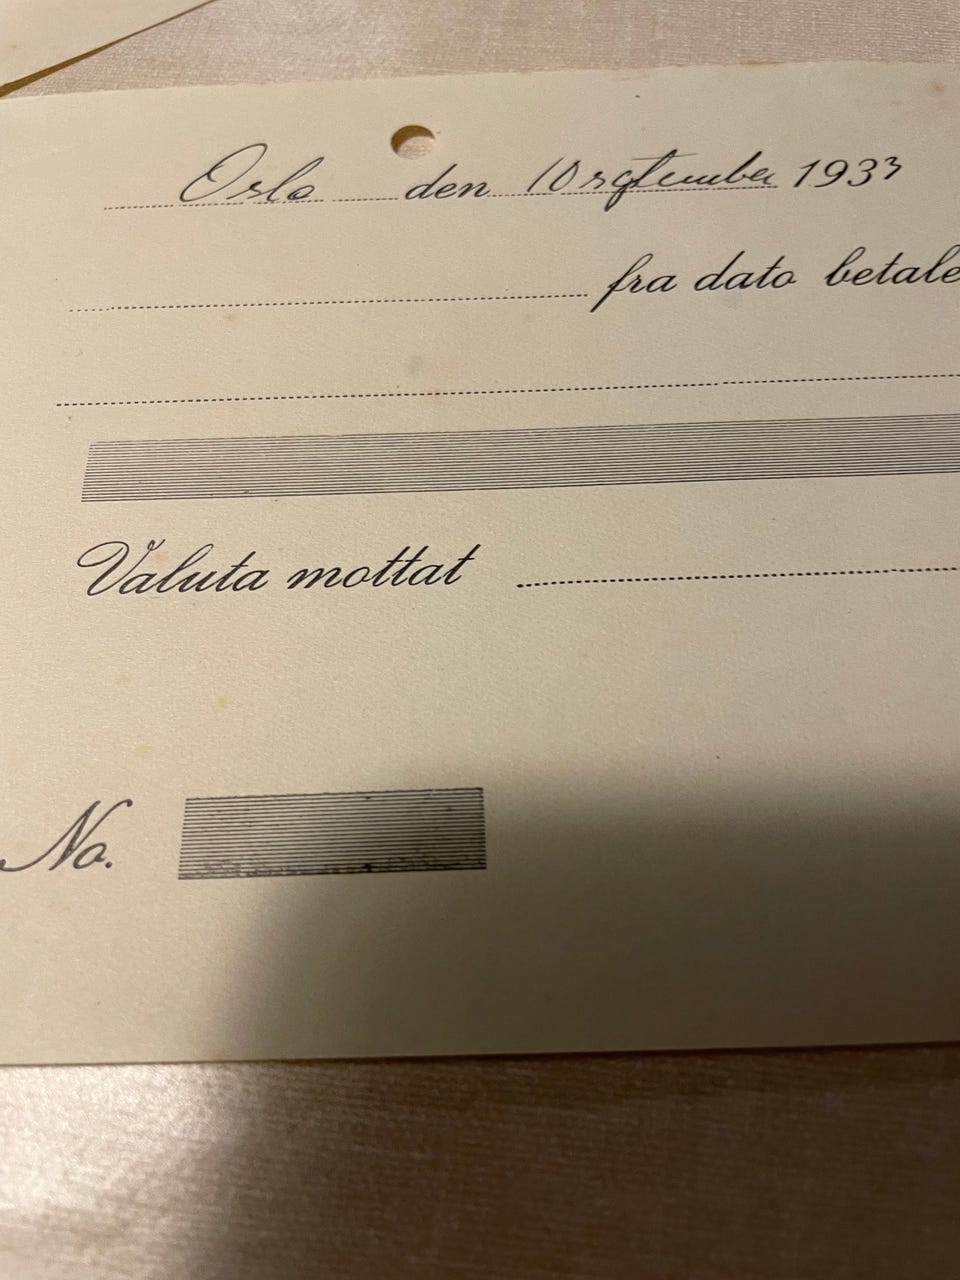 Oslo den 10 september 1933
fra dato betale
Valuta mottat
No.